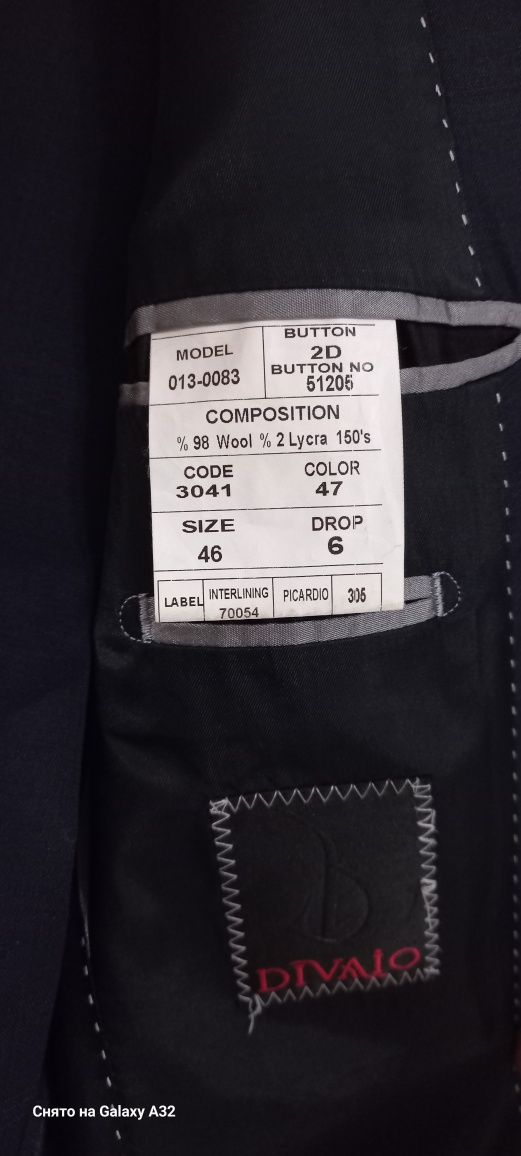 MODEL
013-0083
BUTTON
2D
BUTTON NO
51205
COMPOSITION
% 98 Wool % 2 Lycra 150's
CODE
3041
COLOR
47
SIZE
46
DROP
6
LABEL
INTERLINING
70054
PICARDIO
305
DIVAIO
Снято на Galaxy A32